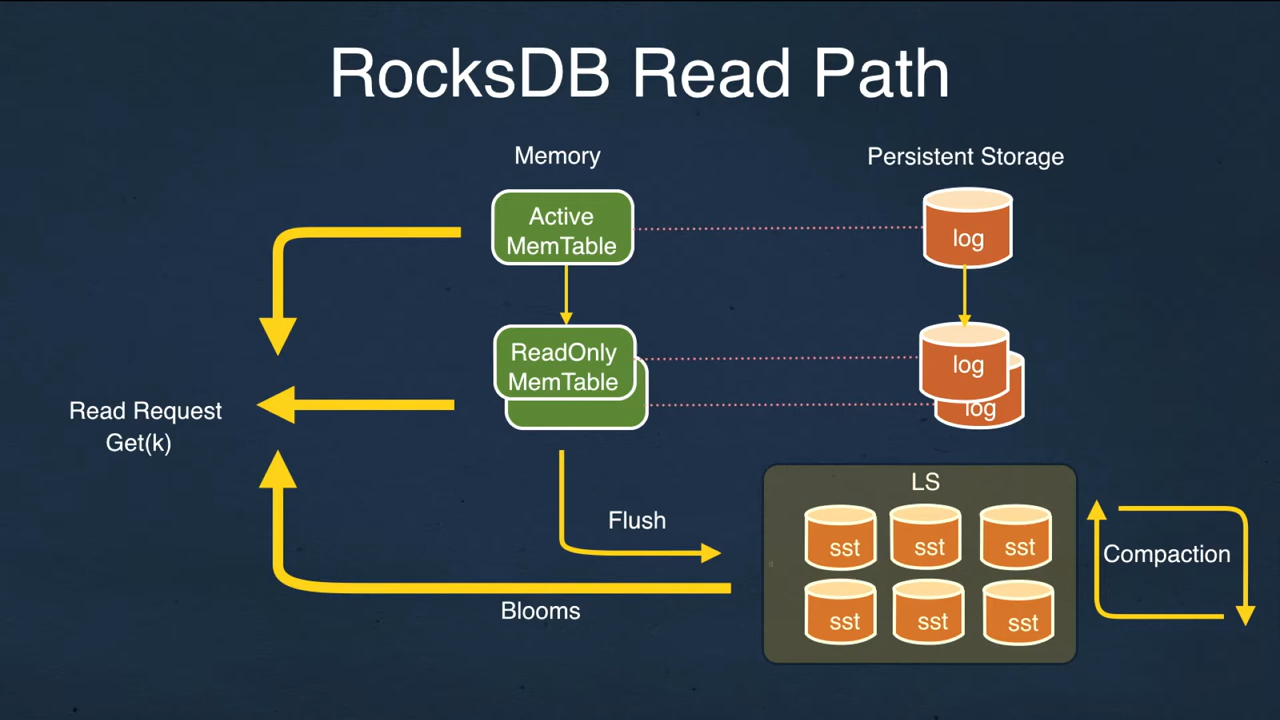 RocksDB Read Path
Memory
Persistent Storage
Active
MemTable
log
ReadOnly
MemTable
log
log
Read Request
Get(k)
LS
Flush
sst
sst
sst
Compaction
Blooms
sst
sst
sst